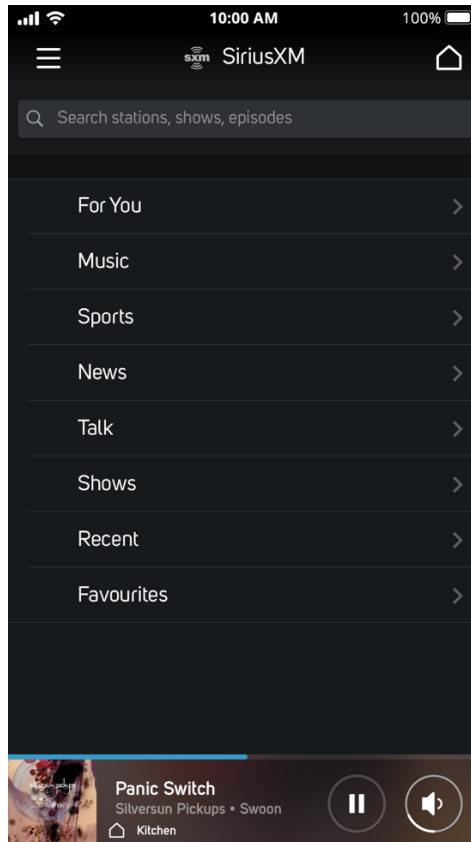 10:00 AM
100%
sxm SiriusXM
Search stations, shows, episodes
For You
Music
Sports
News
Talk
Shows
Recent
Favourites
Panic Switch
Silversun Pickups • Swoon
Kitchen